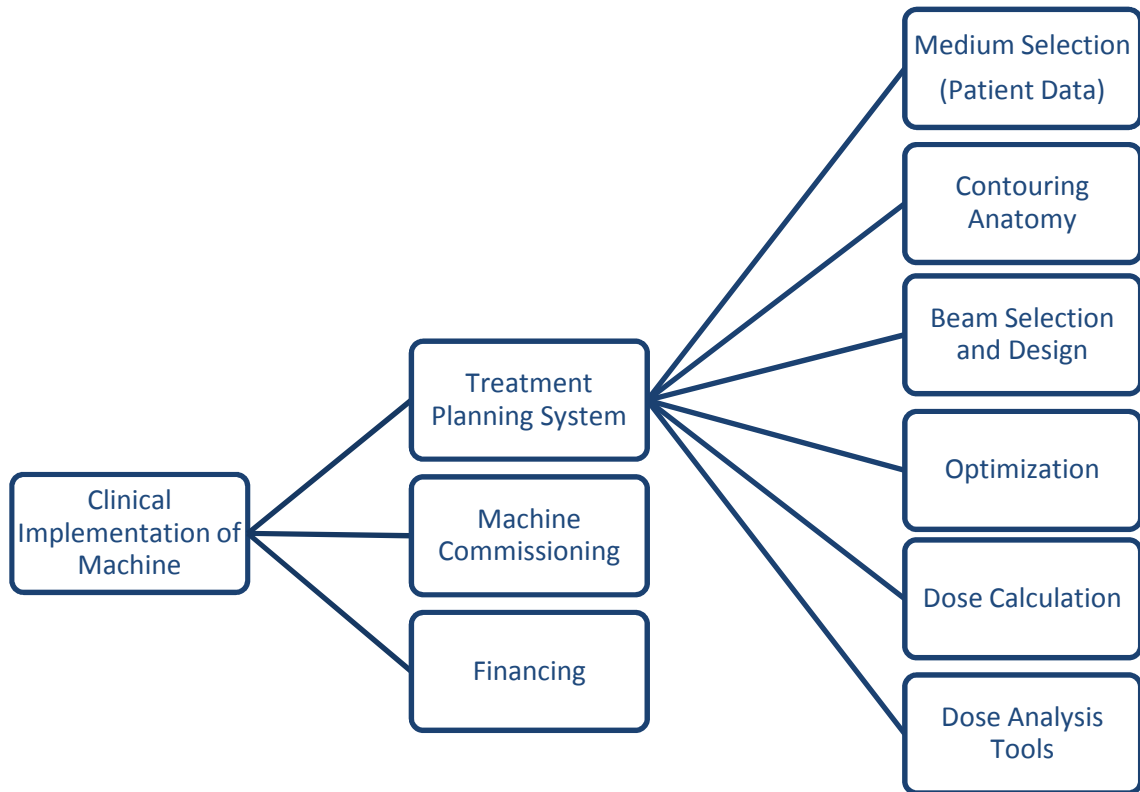 Clinical
Implementation of
Machine
Treatment
Planning System
Machine
Commissioning
Financing
Medium Selection
(Patient Data)
Contouring
Anatomy
Beam Selection
and Design
Optimization
Dose Calculation
Dose Analysis
Tools